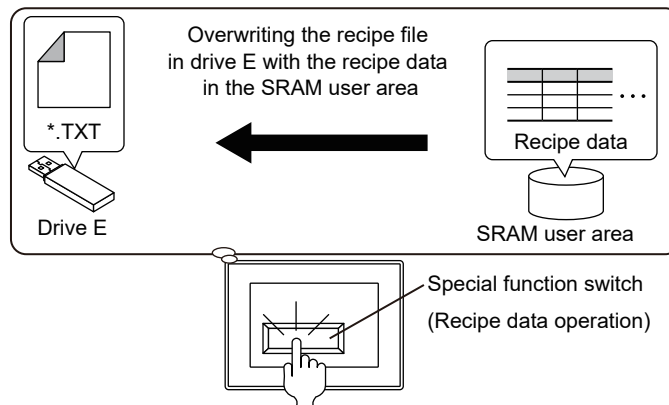 Overwriting the recipe file
in drive E with the recipe data
in the SRAM user area
*.TXT
Drive E
...
Recipe data
SRAM user area
Special function switch
(Recipe data operation)